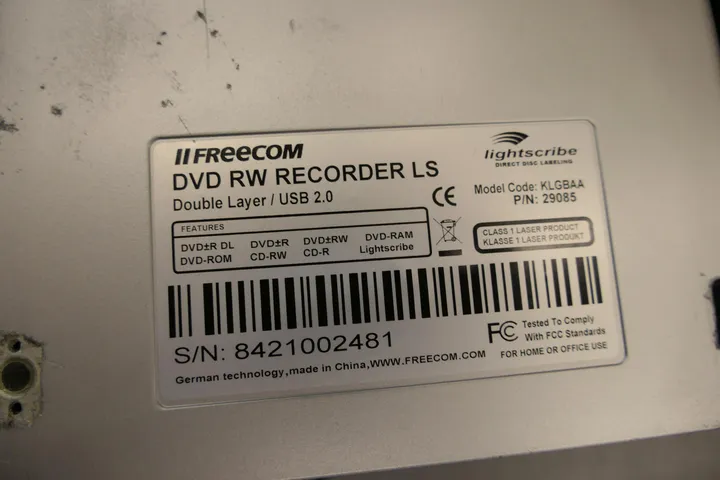 FREECOM
DVD RW RECORDER LS
Double Layer / USB 2.0
CE
lightscribe
DIRECT DISC LABELING
Model Code: KLGBAA
P/N: 29085
FEATURES
DVD±R DL DVD±R DVD±RW DVD-RAM
DVD-ROM CD-RW CD-R Lightscribe
CLASS 1 LASER PRODUCT
KLASSE 1 LASER PRODUKT
S/N: 8421002481
FC Tested To Comply
With FCC Standards
FOR HOME OR OFFICE USE
German technology,made in China,WWW.FREECOM.COM